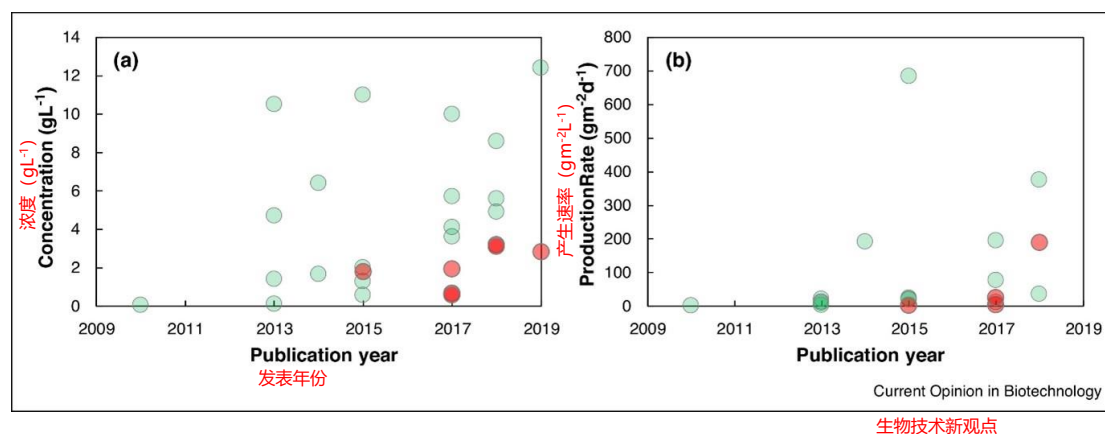 (a)
14
12
10
8
6
4
2
0
浓度（gL⁻¹）
Concentration (gL⁻¹)
2009 2011 2013 2015 2017 2019
Publication year
发表年份
(b)
800
700
600
500
400
300
200
100
0
产生速率（gm⁻²L⁻¹）
ProductionRate (gm⁻²d⁻¹)
2009 2011 2013 2015 2017 2019
Publication year
Current Opinion in Biotechnology
生物技术新观点